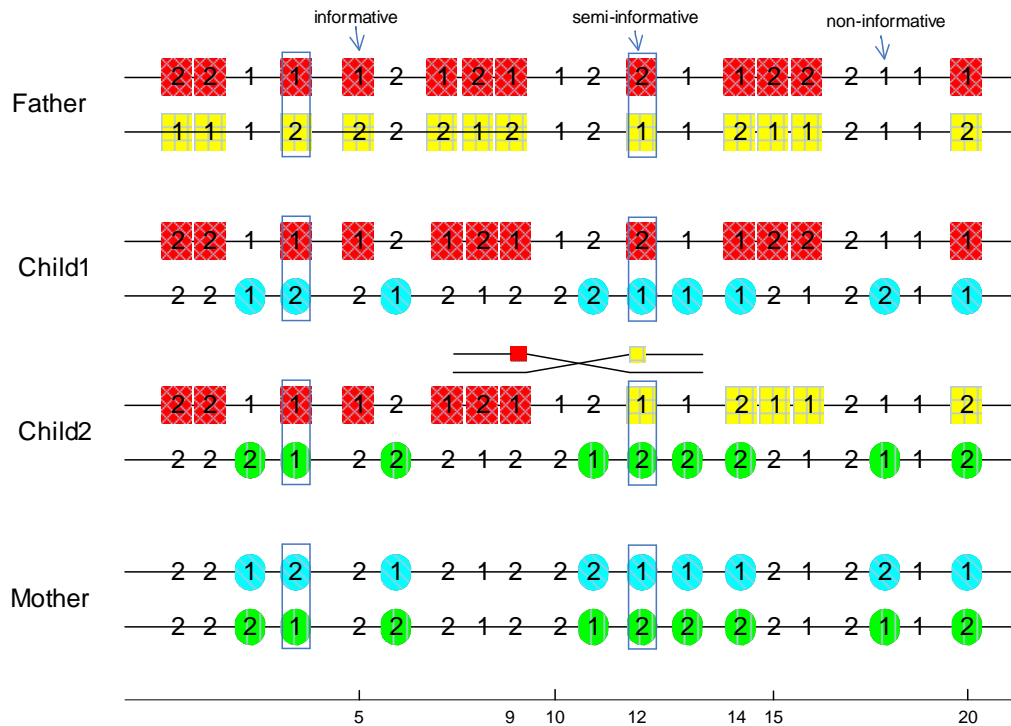 informative semi-informative non-informative
2 2 1 1 1 2 1 2 1 1 2 2 1 1 2 2 2 1 1 1
Father
1 1 1 2 2 2 2 1 2 1 2 1 1 2 1 1 2 1 1 2
2 2 1 1 1 2 1 2 1 1 2 2 1 1 2 2 2 1 1 1
Child1
2 2 1 2 2 1 2 1 2 2 2 1 1 1 2 1 2 2 1 1
2 2 1 1 1 2 1 2 1 1 2 1 1 2 1 1 2 1 1 2
Child2
2 2 2 1 2 2 2 1 2 2 1 2 2 2 2 1 2 1 1 2
2 2 1 2 2 1 2 1 2 2 2 1 1 1 2 1 2 2 1 1
Mother
2 2 2 1 2 2 2 1 2 2 1 2 2 2 2 1 2 1 1 2
5 9 10 12 14 15 20